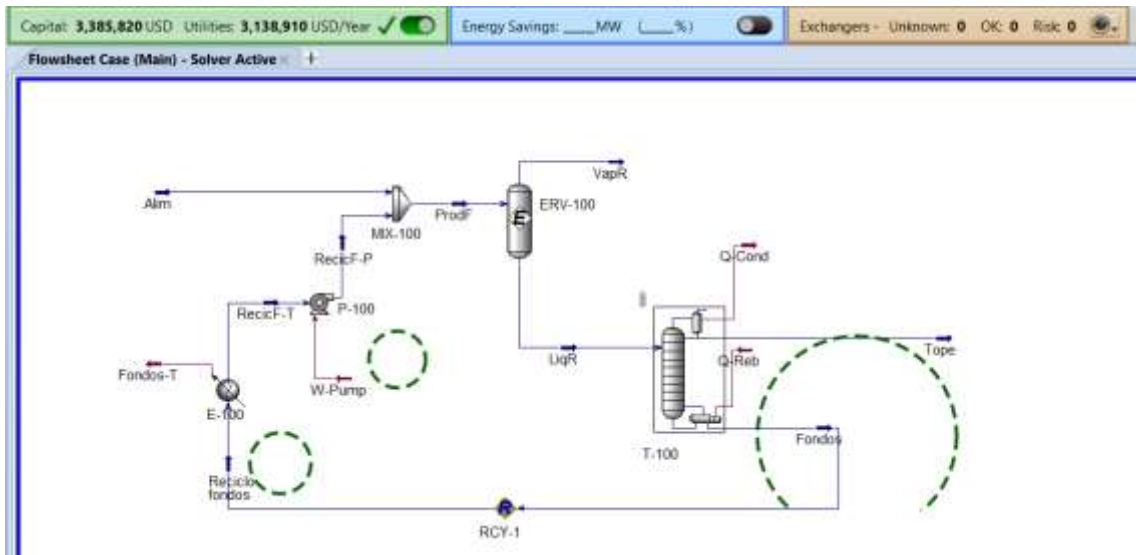 Capital: 3,385,820 USD Utilities: 3,138,910 USD/Year
Energy Savings: ____MW (____%)
Exchangers - Unknown: 0 OK: 0 Risk: 0
Flowsheet Case (Main) - Solver Active
VapR
Alim
ProdF
ERV-100
MIX-100
RecicF-P
Q-Cond
RecicF-T
P-100
LiqR
Tope
Q-Reb
Fondos-T
W-Pump
E-100
Fondos
T-100
Reciclo
fondos
R
RCY-1